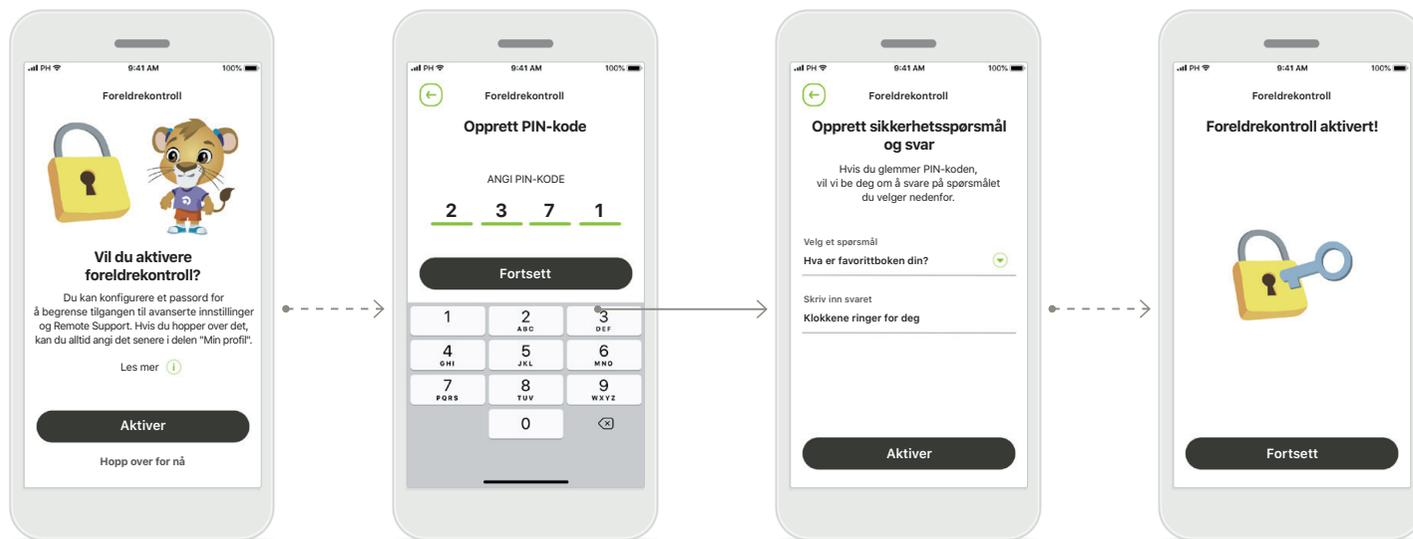 PH
9:41 AM
100%
Foreldrekontroll
Vil du aktivere
foreldrekontroll?
Du kan konfigurere et passord for
å begrense tilgangen til avanserte innstillinger
og Remote Support. Hvis du hopper over det,
kan du alltid angi det senere i delen "Min profil".
Les mer i
Aktiver
Hopp over for nå
PH
9:41 AM
100%
Foreldrekontroll
Opprett PIN-kode
ANGI PIN-KODE
2 3 7 1
Fortsett
1 2 3
ABC DEF
4 5 6
GHI JKL MNO
7 8 9
PQRS TUV WXYZ
0
PH
9:41 AM
100%
Foreldrekontroll
Opprett sikkerhetsspørsmål
og svar
Hvis du glemmer PIN-koden,
vil vi be deg om å svare på spørsmålet
du velger nedenfor.
Velg et spørsmål
Hva er favorittboken din?
Skriv inn svaret
Klokkene ringer for deg
Aktiver
PH
9:41 AM
100%
Foreldrekontroll
Foreldrekontroll aktivert!
Fortsett